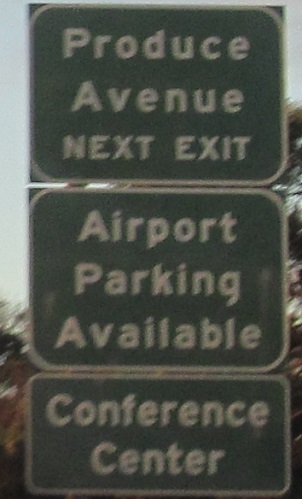 Produce
Avenue
NEXT EXIT
Airport
Parking
Available
Conference
Center